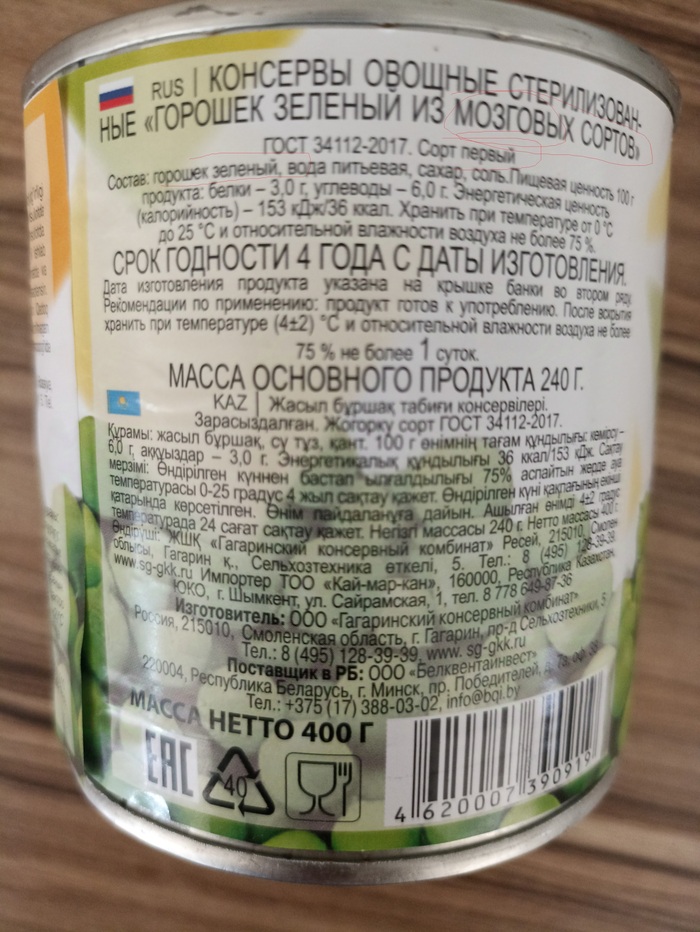 RUS | КОНСЕРВЫ ОВОЩНЫЕ СТЕРИЛИЗОВАН-
НЫЕ «ГОРОШЕК ЗЕЛЕНЫЙ ИЗ МОЗГОВЫХ СОРТОВ»
ГОСТ 34112-2017. Сорт первый
Состав: горошек зеленый, вода питьевая, сахар, соль.Пищевая ценность 100 г
продукта: белки – 3,0 г, углеводы – 6,0 г. Энергетическая ценность
(калорийность) – 153 кДж/36 ккал. Хранить при температуре от 0 °С
до 25 °С и относительной влажности воздуха не более 75 %.
СРОК ГОДНОСТИ 4 ГОДА С ДАТЫ ИЗГОТОВЛЕНИЯ.
Дата изготовления продукта указана на крышке банки во втором ряду.
Рекомендации по применению: продукт готов к употреблению. После вскрытия
хранить при температуре (4±2) °С и относительной влажности воздуха не более
75 % не более 1 суток.
МАССА ОСНОВНОГО ПРОДУКТА 240 Г.
KAZ | Жасыл бұршақ табиғи консервілері.
Зарасыздалған. Жогорку сорт ГОСТ 34112-2017.
Құрамы: жасыл бұршақ, су тұз, қант. 100 г өнімнің тағам құндылығы: көмірсу –
6,0 г, аққуыздар – 3,0 г. Энергетикалық құндылығы 36 ккал/153 кДж. Сақтау
мерзімі: Өндірілген күннен бастап ылғалдылығы 75% аспайтын жерде ауа
температурасы 0-25 градус 4 жыл сақтау қажет. Өндірілген күні қақпағының екінші
қатарында көрсетілген. Өнім пайдалануға дайын. Ашылған өнімді 4±2 градус
температурада 24 сағат сақтау қажет. Негізгі массасы 240 г. Нетто массасы 400 г.
Өндіруші: ЖШҚ «Гагаринский консервный комбинат» Ресей, 215010, Смолен
облысы, Гагарин қ., Сельхозтехника өткелі, 5. Тел.: 8 (495) 128-39-39.
www.sg-gkk.ru Импортер ТОО «Кай-мар-кан», 160000, Республика Казахстан,
ЮКО, г. Шымкент, ул. Сайрамская, 1, тел. 8 778 649-87-36
Изготовитель: ООО «Гагаринский консервный комбинат»
Россия, 215010, Смоленская область, г. Гагарин, пр-д Сельхозтехники, 5
Тел.: 8 (495) 128-39-39, www. sg-gkk.ru
Поставщик в РБ: ООО «Белквентаинвест»
220004, Республика Беларусь, г. Минск, пр. Победителей, д. 7а, оф.
Тел.: +375 (17) 388-03-02, info@bqi.by
МАССА НЕТТО 400 Г
ЕАС
40
4 620007 390919